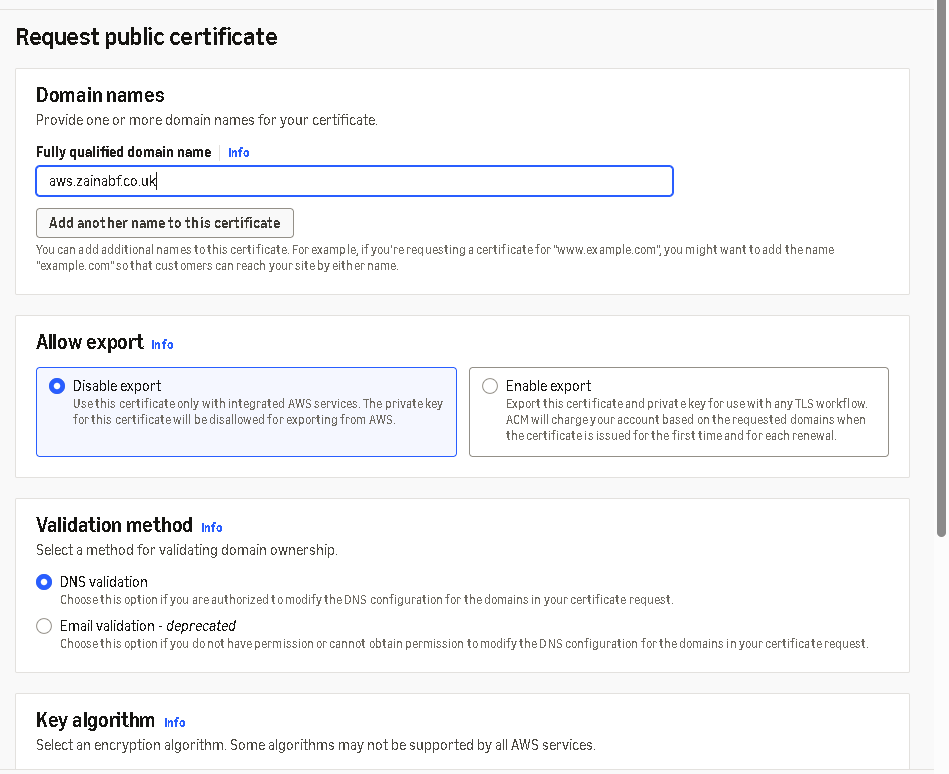 Request public certificate
Domain names
Provide one or more domain names for your certificate.
Fully qualified domain name Info
aws.zainabf.co.uk
Add another name to this certificate
You can add additional names to this certificate. For example, if you're requesting a certificate for "www.example.com", you might want to add the name
"example.com" so that customers can reach your site by either name.
Allow export Info
Disable export
Use this certificate only with integrated AWS services. The private key
for this certificate will be disallowed for exporting from AWS.
Enable export
Export this certificate and private key for use with any TLS workflow.
ACM will charge your account based on the requested domains when
the certificate is issued for the first time and for each renewal.
Validation method Info
Select a method for validating domain ownership.
DNS validation
Choose this option if you are authorized to modify the DNS configuration for the domains in your certificate request.
Email validation - deprecated
Choose this option if you do not have permission or cannot obtain permission to modify the DNS configuration for the domains in your certificate request.
Key algorithm Info
Select an encryption algorithm. Some algorithms may not be supported by all AWS services.